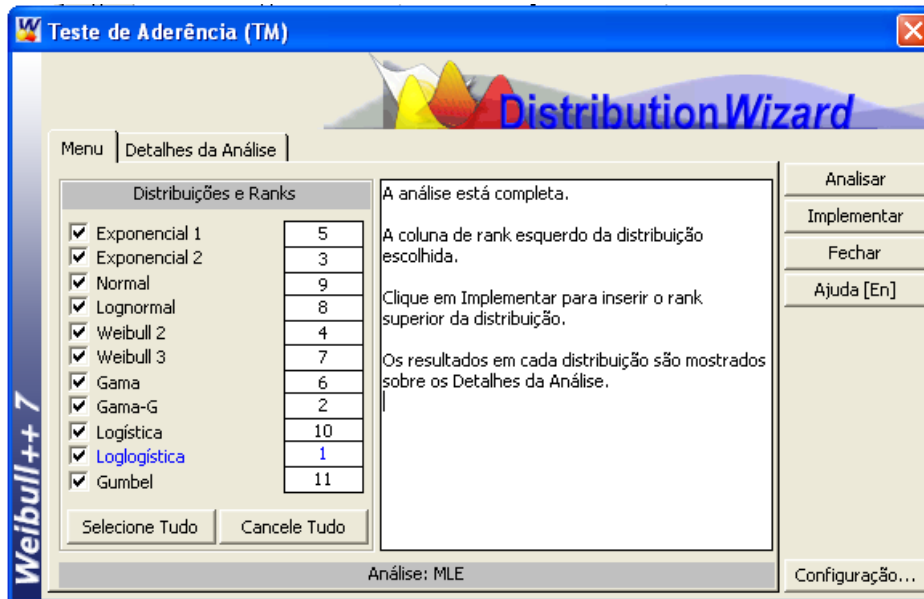 Teste de Aderência (TM)
Distribution Wizard
Menu
Detalhes da Análise
Distribuições e Ranks
Exponencial 1 5
Exponencial 2 3
Normal 9
Lognormal 8
Weibull 2 4
Weibull 3 7
Gama 6
Gama-G 2
Logística 10
Loglogística 1
Gumbel 11
Selecione Tudo
Cancele Tudo
A análise está completa.
A coluna de rank esquerdo da distribuição
escolhida.
Clique em Implementar para inserir o rank
superior da distribuição.
Os resultados em cada distribuição são mostrados
sobre os Detalhes da Análise.
Analisar
Implementar
Fechar
Ajuda [En]
Análise: MLE
Configuração...
Weibull++ 7